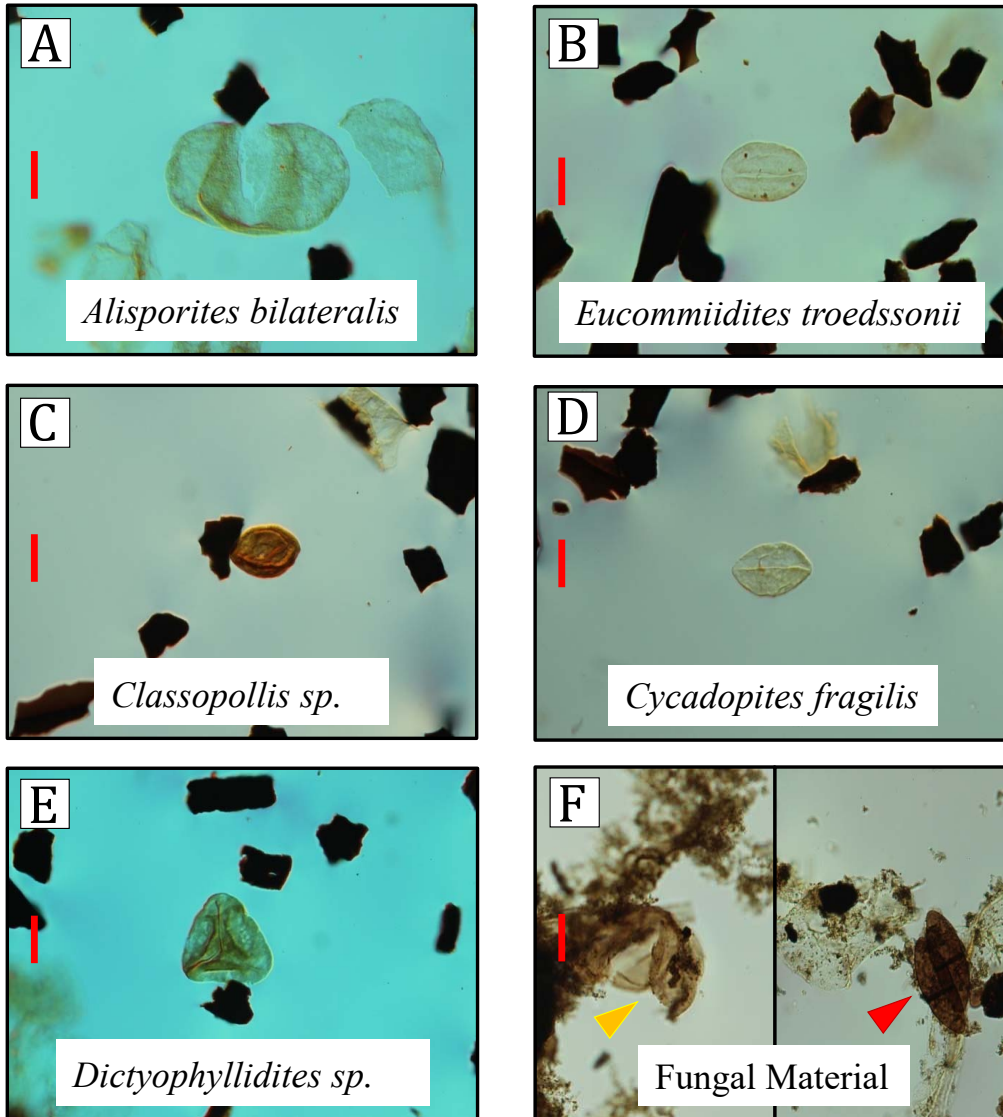 A
Alisporites bilateralis
B
Eucommiidites troedssonii
C
Classopollis sp.
D
Cycadopites fragilis
E
Dictyophyllidites sp.
F
Fungal Material